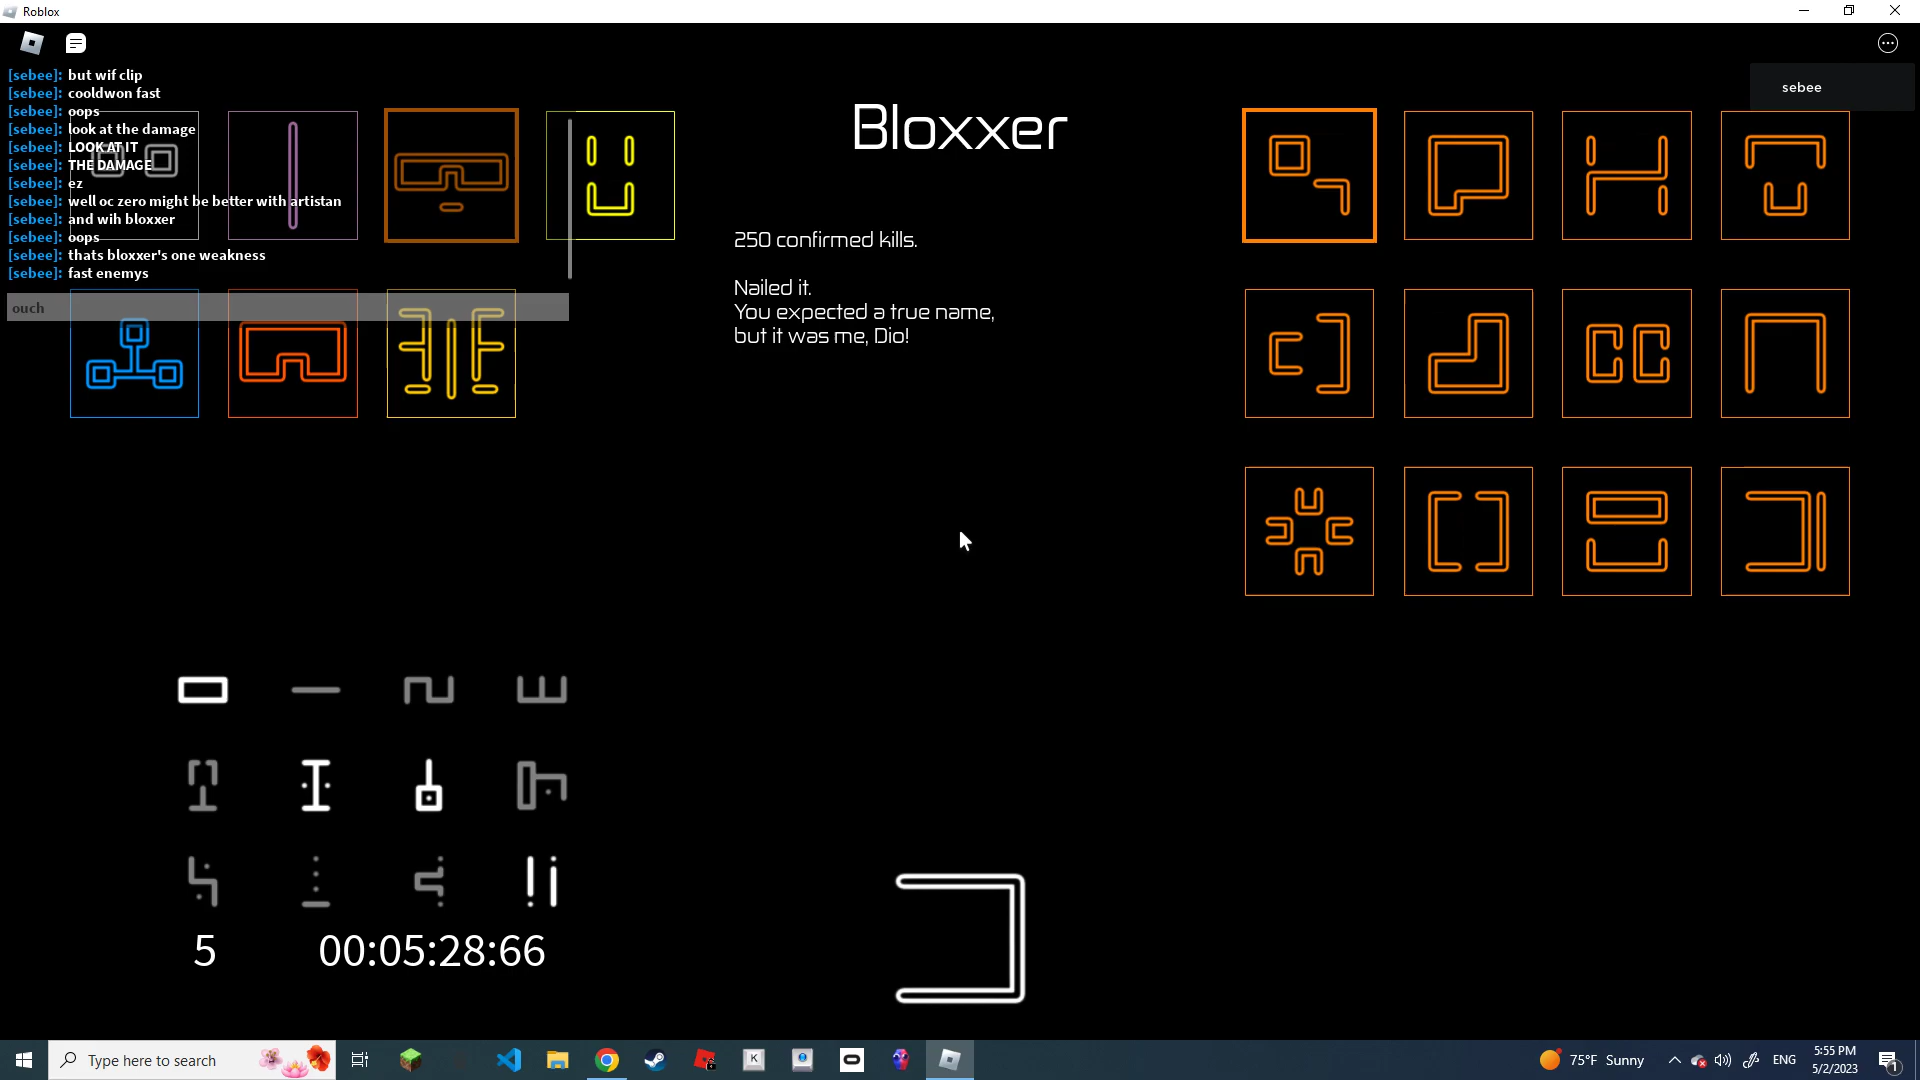 Roblox
[sebee]: but wif clip
[sebee]: cooldwon fast
[sebee]: oops
[sebee]: look at the damage
[sebee]: LOOK AT IT
[sebee]: THE DAMAGE
[sebee]: ez
[sebee]: well oc zero might be better with artistan
[sebee]: and wih bloxxer
[sebee]: oops
[sebee]: thats bloxxer's one weakness
[sebee]: fast enemys
ouch
Bloxxer
250 confirmed kills.
Nailed it.
You expected a true name,
but it was me, Dio!
sebee
5
00:05:28:66
Type here to search
K
75°F Sunny
ENG
5:55 PM
5/2/2023
1